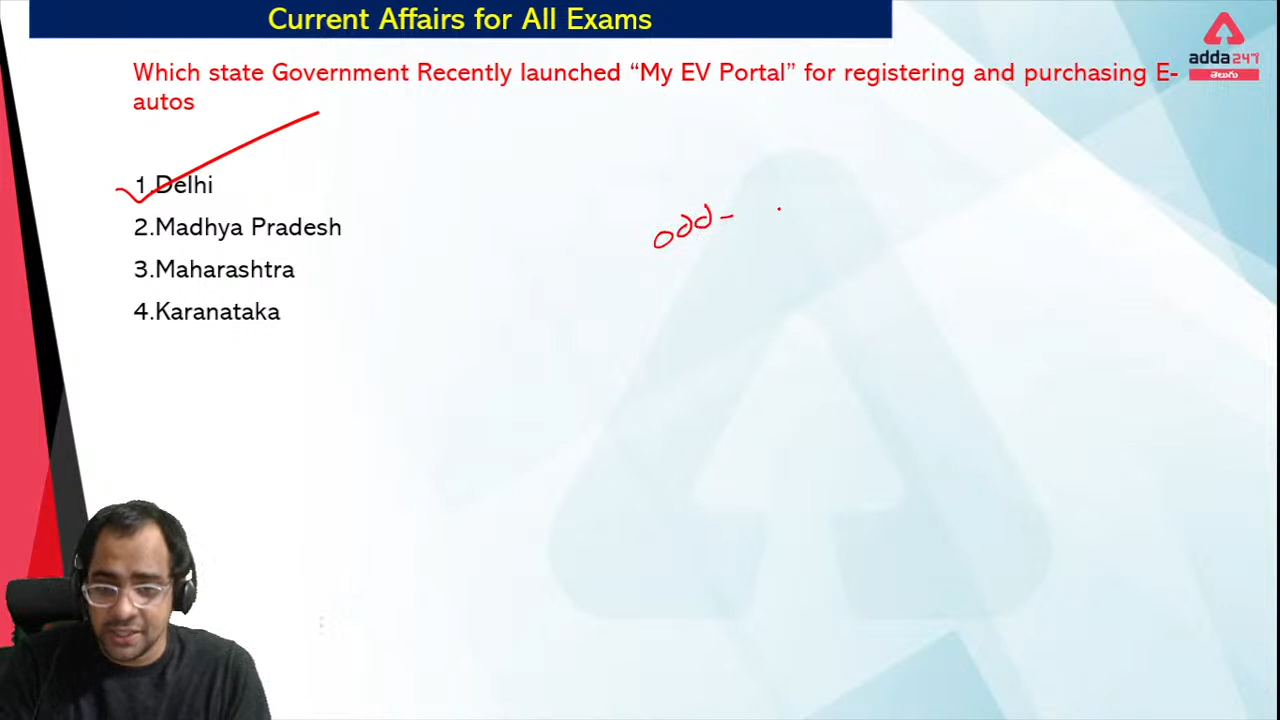 Current Affairs for All Exams
Which state Government Recently launched “My EV Portal” for registering and purchasing E-
autos
adda247
తెలుగు
1.Delhi
2.Madhya Pradesh
3.Maharashtra
4.Karanataka
odd-